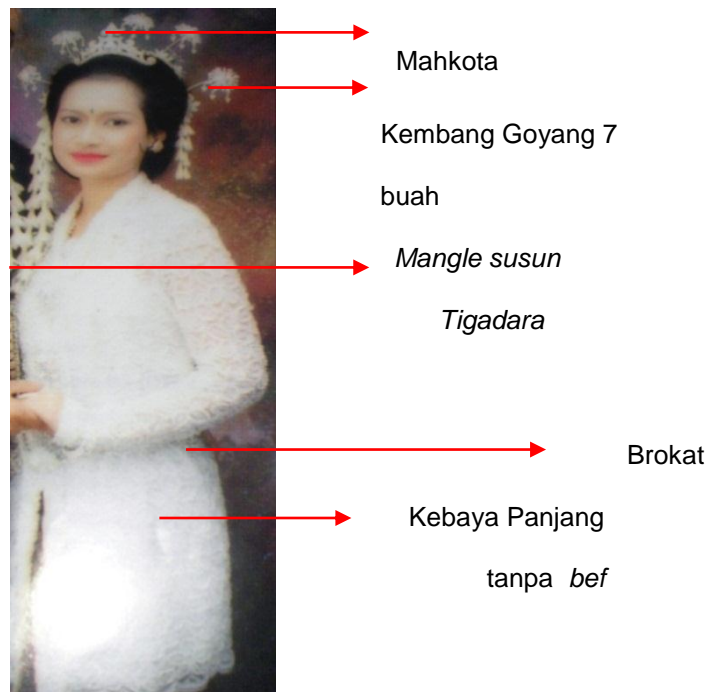 Mahkota
Kembang Goyang 7
buah
Mangle susun
Tigadara
Brokat
Kebaya Panjang
tanpa bef